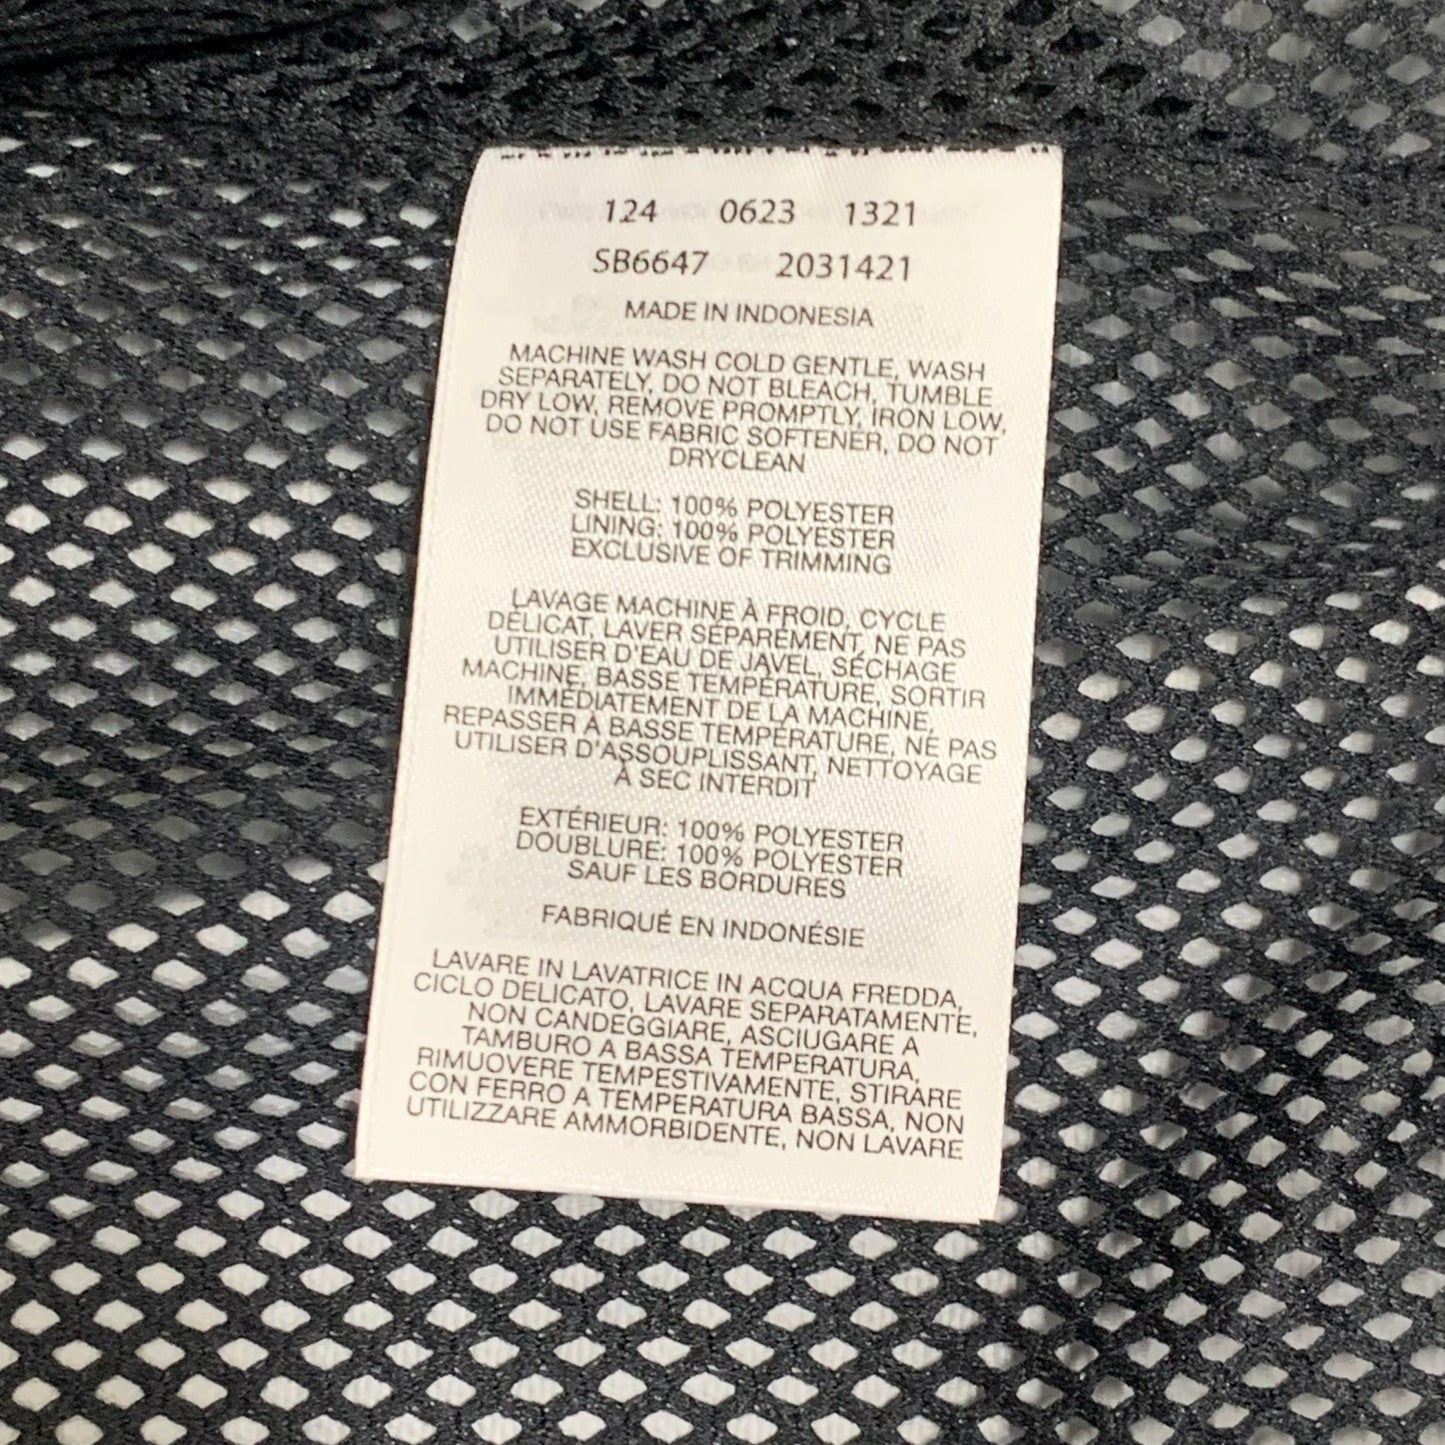 124 0623 1321
SB6647 2031421
MADE IN INDONESIA
MACHINE WASH COLD GENTLE, WASH
SEPARATELY, DO NOT BLEACH, TUMBLE
DRY LOW, REMOVE PROMPTLY, IRON LOW,
DO NOT USE FABRIC SOFTENER, DO NOT
DRYCLEAN
SHELL: 100% POLYESTER
LINING: 100% POLYESTER
EXCLUSIVE OF TRIMMING
LAVAGE MACHINE À FROID, CYCLE
DÉLICAT, LAVER SÉPARÉMENT, NE PAS
UTILISER D'EAU DE JAVEL, SÉCHAGE
MACHINE, BASSE TEMPÉRATURE, SORTIR
IMMÉDIATEMENT DE LA MACHINE,
REPASSER À BASSE TEMPÉRATURE, NE PAS
UTILISER D'ASSOUPLISSANT, NETTOYAGE
À SEC INTERDIT
EXTÉRIEUR: 100% POLYESTER
DOUBLURE: 100% POLYESTER
SAUF LES BORDURES
FABRIQUÉ EN INDONÉSIE
LAVARE IN LAVATRICE IN ACQUA FREDDA,
CICLO DELICATO, LAVARE SEPARATAMENTE,
NON CANDEGGIARE, ASCIUGARE A
TAMBURO A BASSA TEMPERATURA,
RIMUOVERE TEMPESTIVAMENTE, STIRARE
CON FERRO A TEMPERATURA BASSA, NON
UTILIZZARE AMMORBIDENTE, NON LAVARE